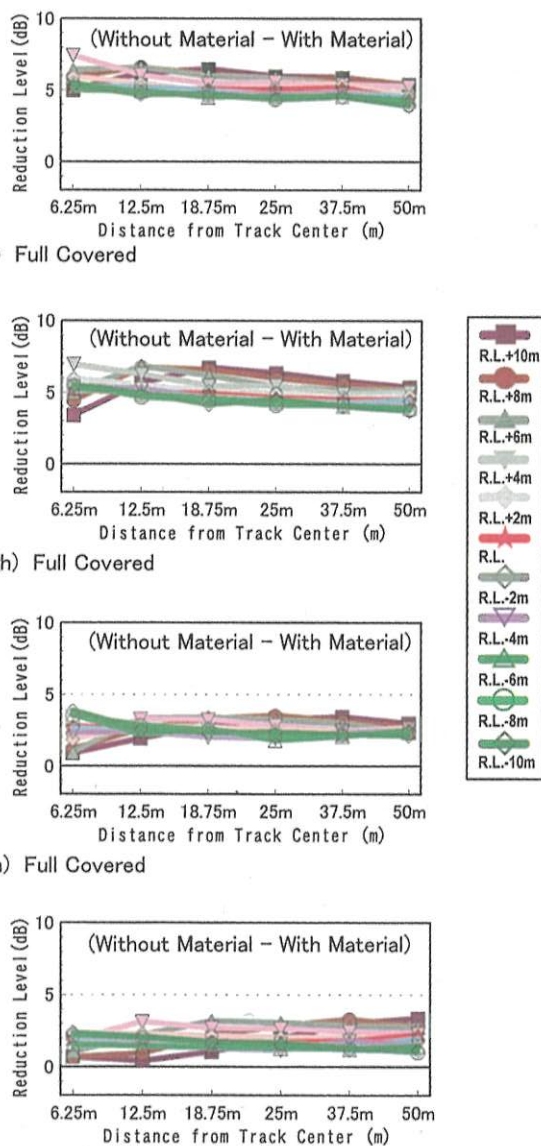 10
(Without Material - With Material)
5
0
Reduction Level (dB)
6.25m 12.5m 18.75m 25m 37.5m 50m
Distance from Track Center (m)
) Full Covered
10
(Without Material - With Material)
5
0
Reduction Level (dB)
6.25m 12.5m 18.75m 25m 37.5m 50m
Distance from Track Center (m)
h) Full Covered
R.L.+10m
R.L.+8m
R.L.+6m
R.L.+4m
R.L.+2m
R.L.
R.L.-2m
R.L.-4m
R.L.-6m
R.L.-8m
R.L.-10m
10
(Without Material - With Material)
5
0
Reduction Level (dB)
6.25m 12.5m 18.75m 25m 37.5m 50m
Distance from Track Center (m)
) Full Covered
10
(Without Material - With Material)
5
0
Reduction Level (dB)
6.25m 12.5m 18.75m 25m 37.5m 50m
Distance from Track Center (m)